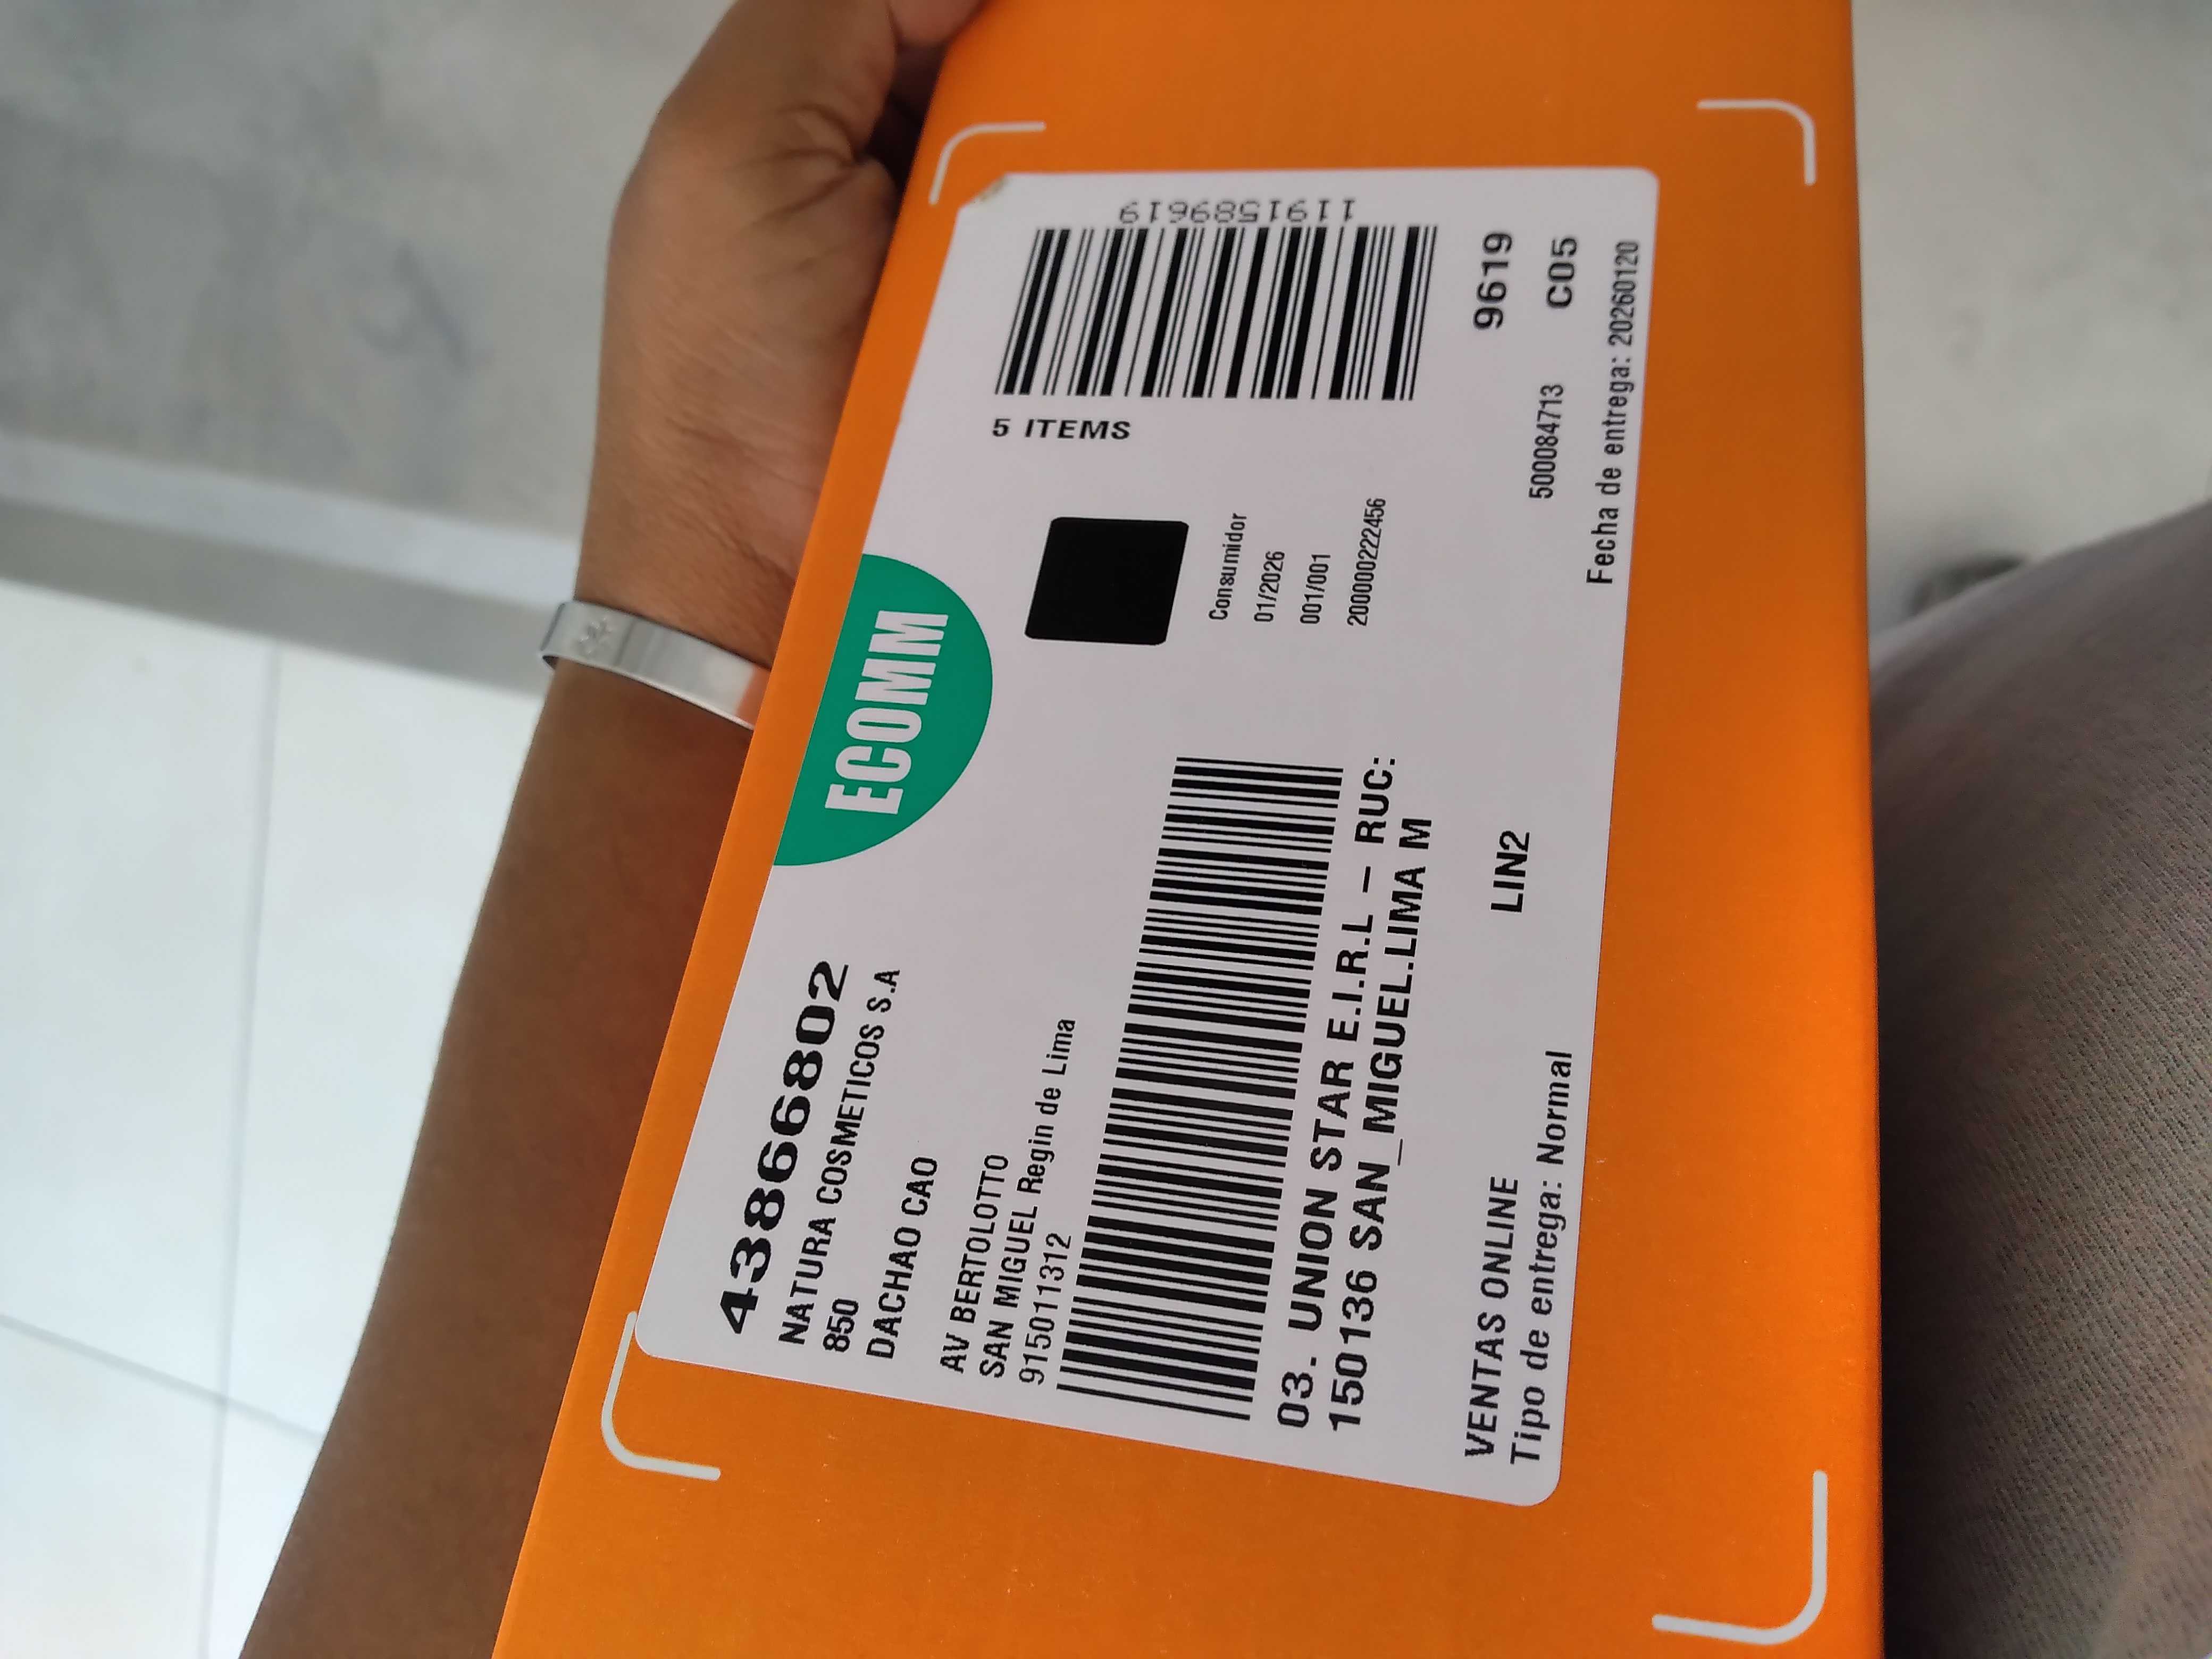 43866802
NATURA COSMETICOS S.A
850
DACHAO CAO
AV BERTOLOTTO
SAN MIGUEL Regin de Lima
915011312
ECOMM
5 ITEMS
1191589619
Consumidor
01/2026
001/001
2000002222456
03. UNION STAR E.I.R.L – RUC:
150136 SAN_MIGUEL.LIMA M
LIN2
9619
VENTAS ONLINE
500084713
C05
Tipo de entrega: Normal
Fecha de entrega: 20260120